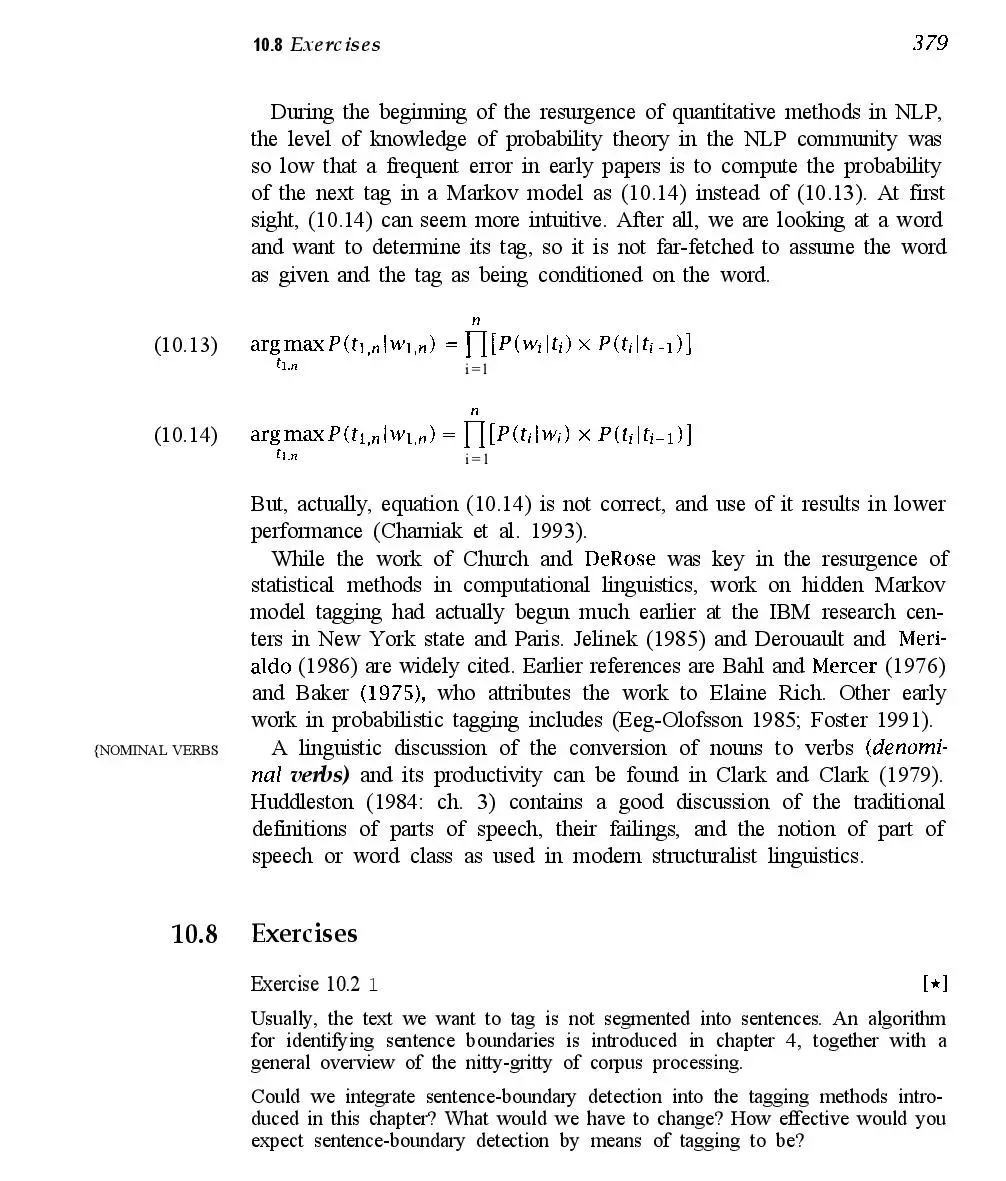 10.8 Exercises 379
During the beginning of the resurgence of quantitative methods in NLP,
the level of knowledge of probability theory in the NLP community was
so low that a frequent error in early papers is to compute the probability
of the next tag in a Markov model as (10.14) instead of (10.13). At first
sight, (10.14) can seem more intuitive. After all, we are looking at a word
and want to determine its tag, so it is not far-fetched to assume the word
as given and the tag as being conditioned on the word.
(10.13) arg max_{t_{1,n}} P(t_{1,n}|w_{1,n}) = ∏_{i=1}^{n} [P(w_i|t_i) × P(t_i|t_{i-1})]
(10.14) arg max_{t_{1,n}} P(t_{1,n}|w_{1,n}) = ∏_{i=1}^{n} [P(t_i|w_i) × P(t_i|t_{i-1})]
But, actually, equation (10.14) is not correct, and use of it results in lower
performance (Charniak et al. 1993).
While the work of Church and DeRose was key in the resurgence of
statistical methods in computational linguistics, work on hidden Markov
model tagging had actually begun much earlier at the IBM research cen-
ters in New York state and Paris. Jelinek (1985) and Derouault and Meri-
aldo (1986) are widely cited. Earlier references are Bahl and Mercer (1976)
and Baker (1975), who attributes the work to Elaine Rich. Other early
work in probabilistic tagging includes (Eeg-Olofsson 1985; Foster 1991).
{NOMINAL VERBS A linguistic discussion of the conversion of nouns to verbs (denomi-
nal verbs) and its productivity can be found in Clark and Clark (1979).
Huddleston (1984: ch. 3) contains a good discussion of the traditional
definitions of parts of speech, their failings, and the notion of part of
speech or word class as used in modern structuralist linguistics.
10.8 Exercises
Exercise 10.2 1 [⋆]
Usually, the text we want to tag is not segmented into sentences. An algorithm
for identifying sentence boundaries is introduced in chapter 4, together with a
general overview of the nitty-gritty of corpus processing.
Could we integrate sentence-boundary detection into the tagging methods intro-
duced in this chapter? What would we have to change? How effective would you
expect sentence-boundary detection by means of tagging to be?